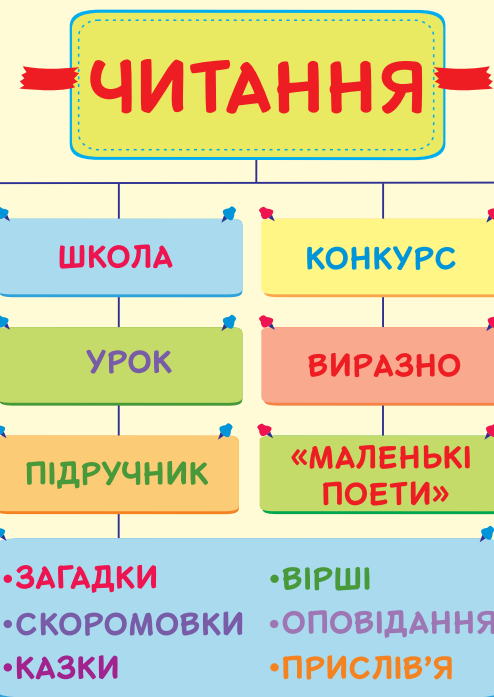 ЧИТАННЯ
ШКОЛА
КОНКУРС
УРОК
ВИРАЗНО
ПІДРУЧНИК
«МАЛЕНЬКІ
ПОЕТИ»
•ЗАГАДКИ
•СКОРОМОВКИ
•КАЗКИ
•ВІРШІ
•ОПОВІДАННЯ
•ПРИСЛІВ’Я